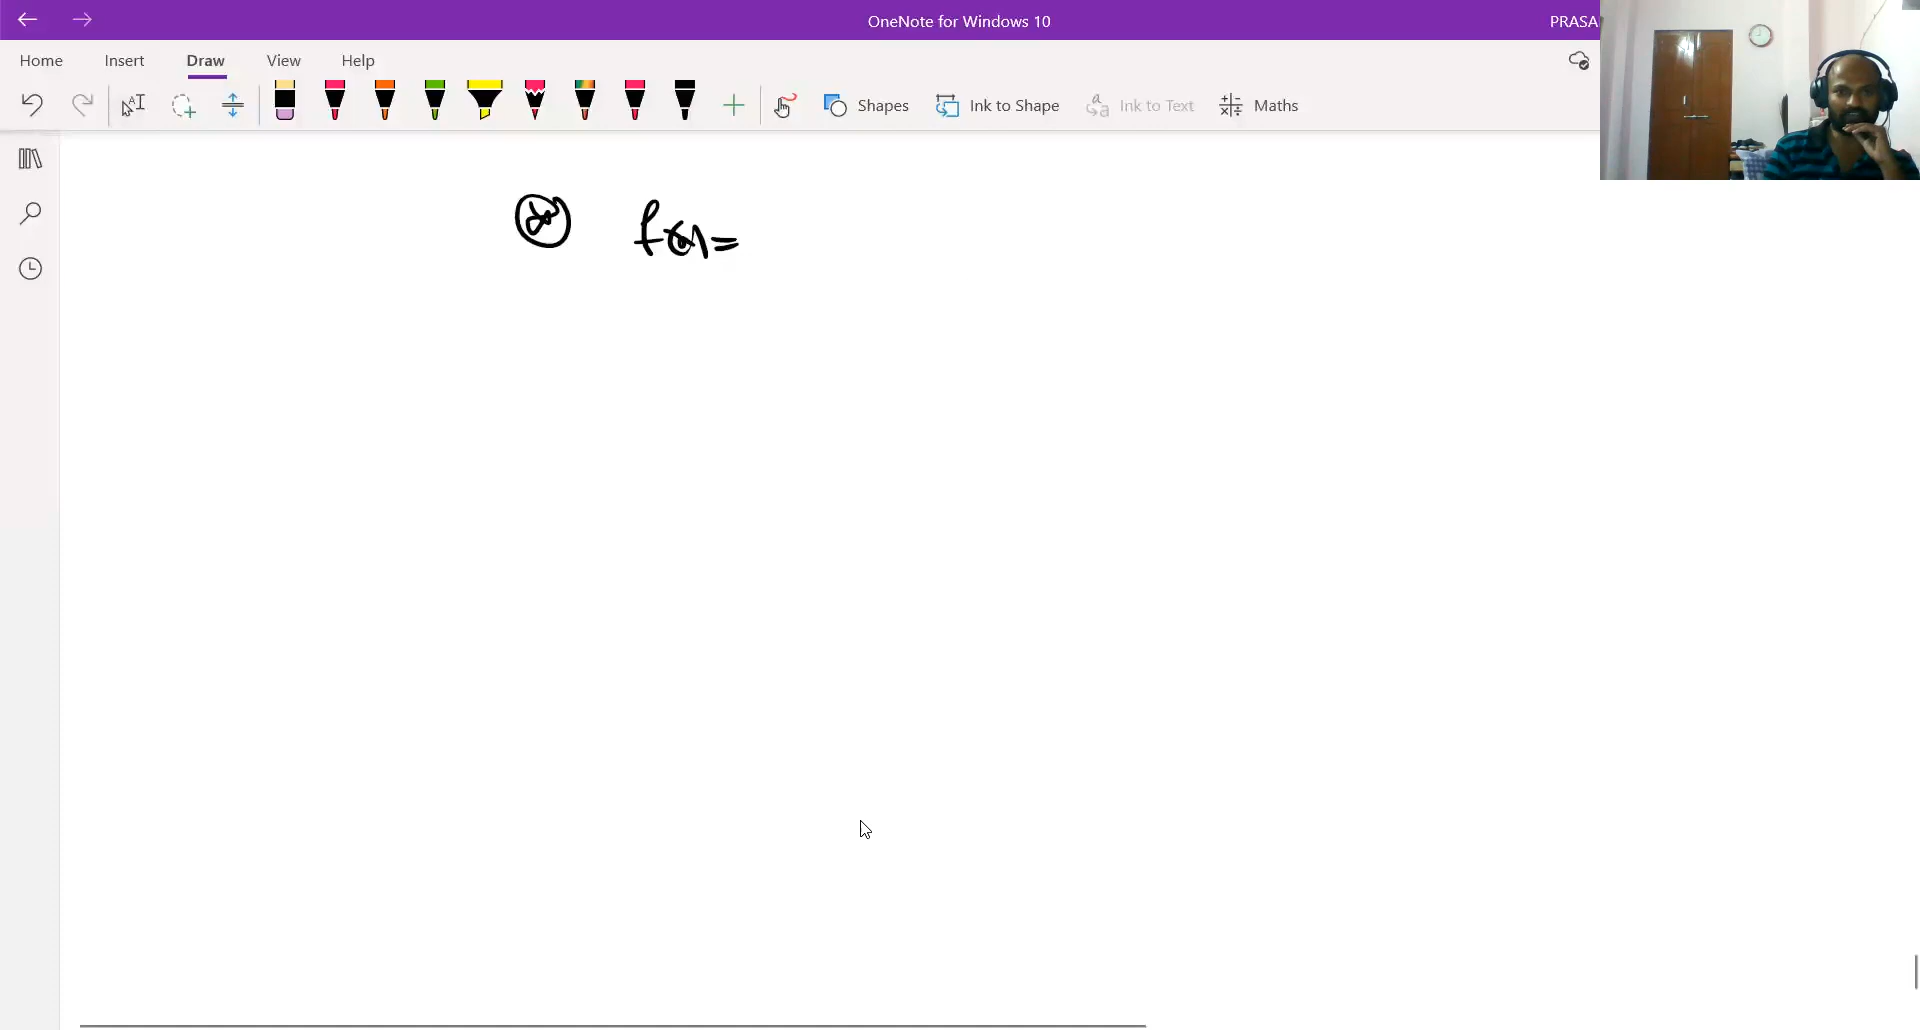 OneNote for Windows 10
PRASA
Home Insert Draw View Help
Shapes Ink to Shape Ink to Text Maths
f(x)=